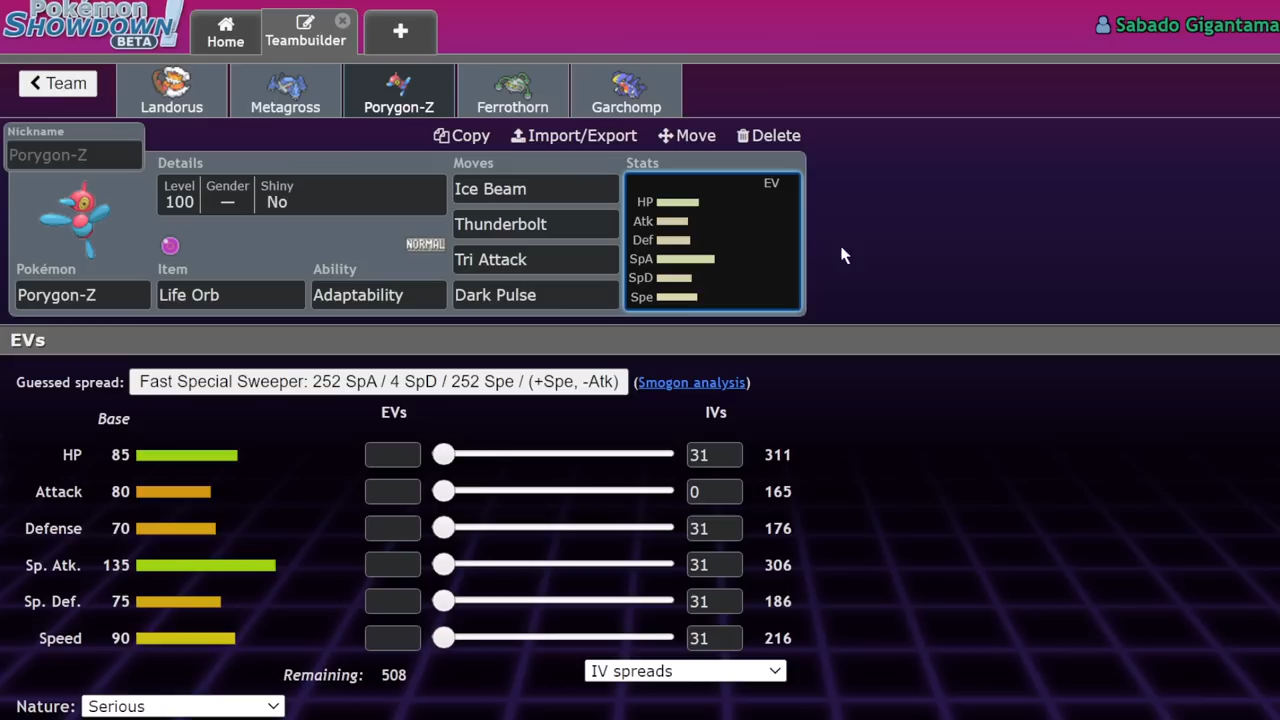 Pokémon
SHOWDOWN!
BETA
Home
Teambuilder
+
Sabado Gigantama
Team
Landorus
Metagross
Porygon-Z
Ferrothorn
Garchomp
Nickname
Porygon-Z
Copy
Import/Export
Move
Delete
Details
Level
100
Gender
—
Shiny
No
NORMAL
Pokémon
Porygon-Z
Item
Life Orb
Ability
Adaptability
Moves
Ice Beam
Thunderbolt
Tri Attack
Dark Pulse
Stats
EV
HP
Atk
Def
SpA
SpD
Spe
EVs
Guessed spread: Fast Special Sweeper: 252 SpA / 4 SpD / 252 Spe / (+Spe, -Atk) (Smogon analysis)
Base EVs IVs
HP 85 31 311
Attack 80 0 165
Defense 70 31 176
Sp. Atk. 135 31 306
Sp. Def. 75 31 186
Speed 90 31 216
Remaining: 508 IV spreads
Nature: Serious